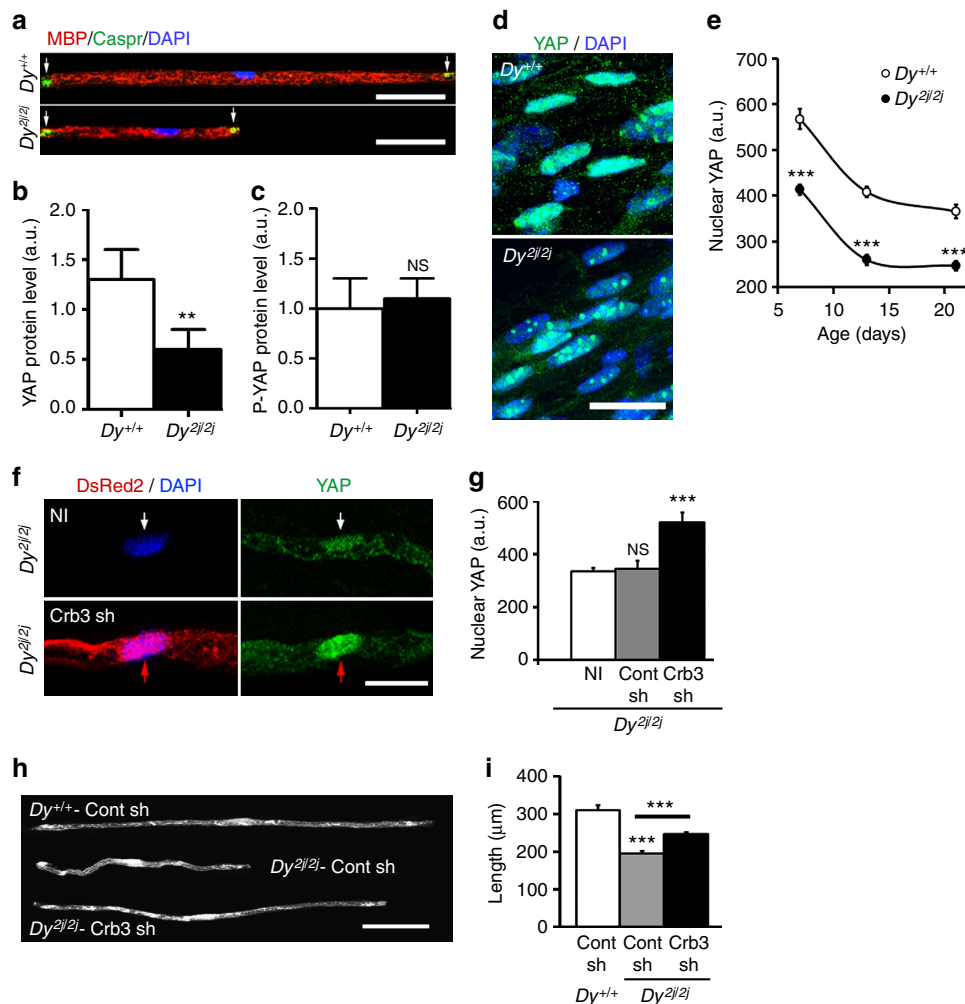 a
MBP/Caspr/DAPI
Dy+/+
Dy2j/2j
b
YAP protein level (a.u.)
2.0
1.5
1.0
0.5
0.0
**
Dy+/+
Dy2j/2j
c
P-YAP protein level (a.u.)
2.0
1.5
1.0
0.5
0.0
NS
Dy+/+
Dy2j/2j
d
YAP / DAPI
Dy+/+
Dy2j/2j
e
Nuclear YAP (a.u.)
700
600
500
400
300
200
Dy+/+
Dy2j/2j
***
***
***
5
10
15
20
Age (days)
f
DsRed2 / DAPI
YAP
Dy2j/2j
NI
Dy2j/2j
Crb3 sh
g
Nuclear YAP (a.u.)
600
400
200
0
NS
***
NI
Cont sh
Crb3 sh
Dy2j/2j
h
Dy+/+- Cont sh
Dy2j/2j- Cont sh
Dy2j/2j- Crb3 sh
i
Length (μm)
400
300
200
100
0
***
***
Cont sh
Cont sh
Crb3 sh
Dy+/+
Dy2j/2j